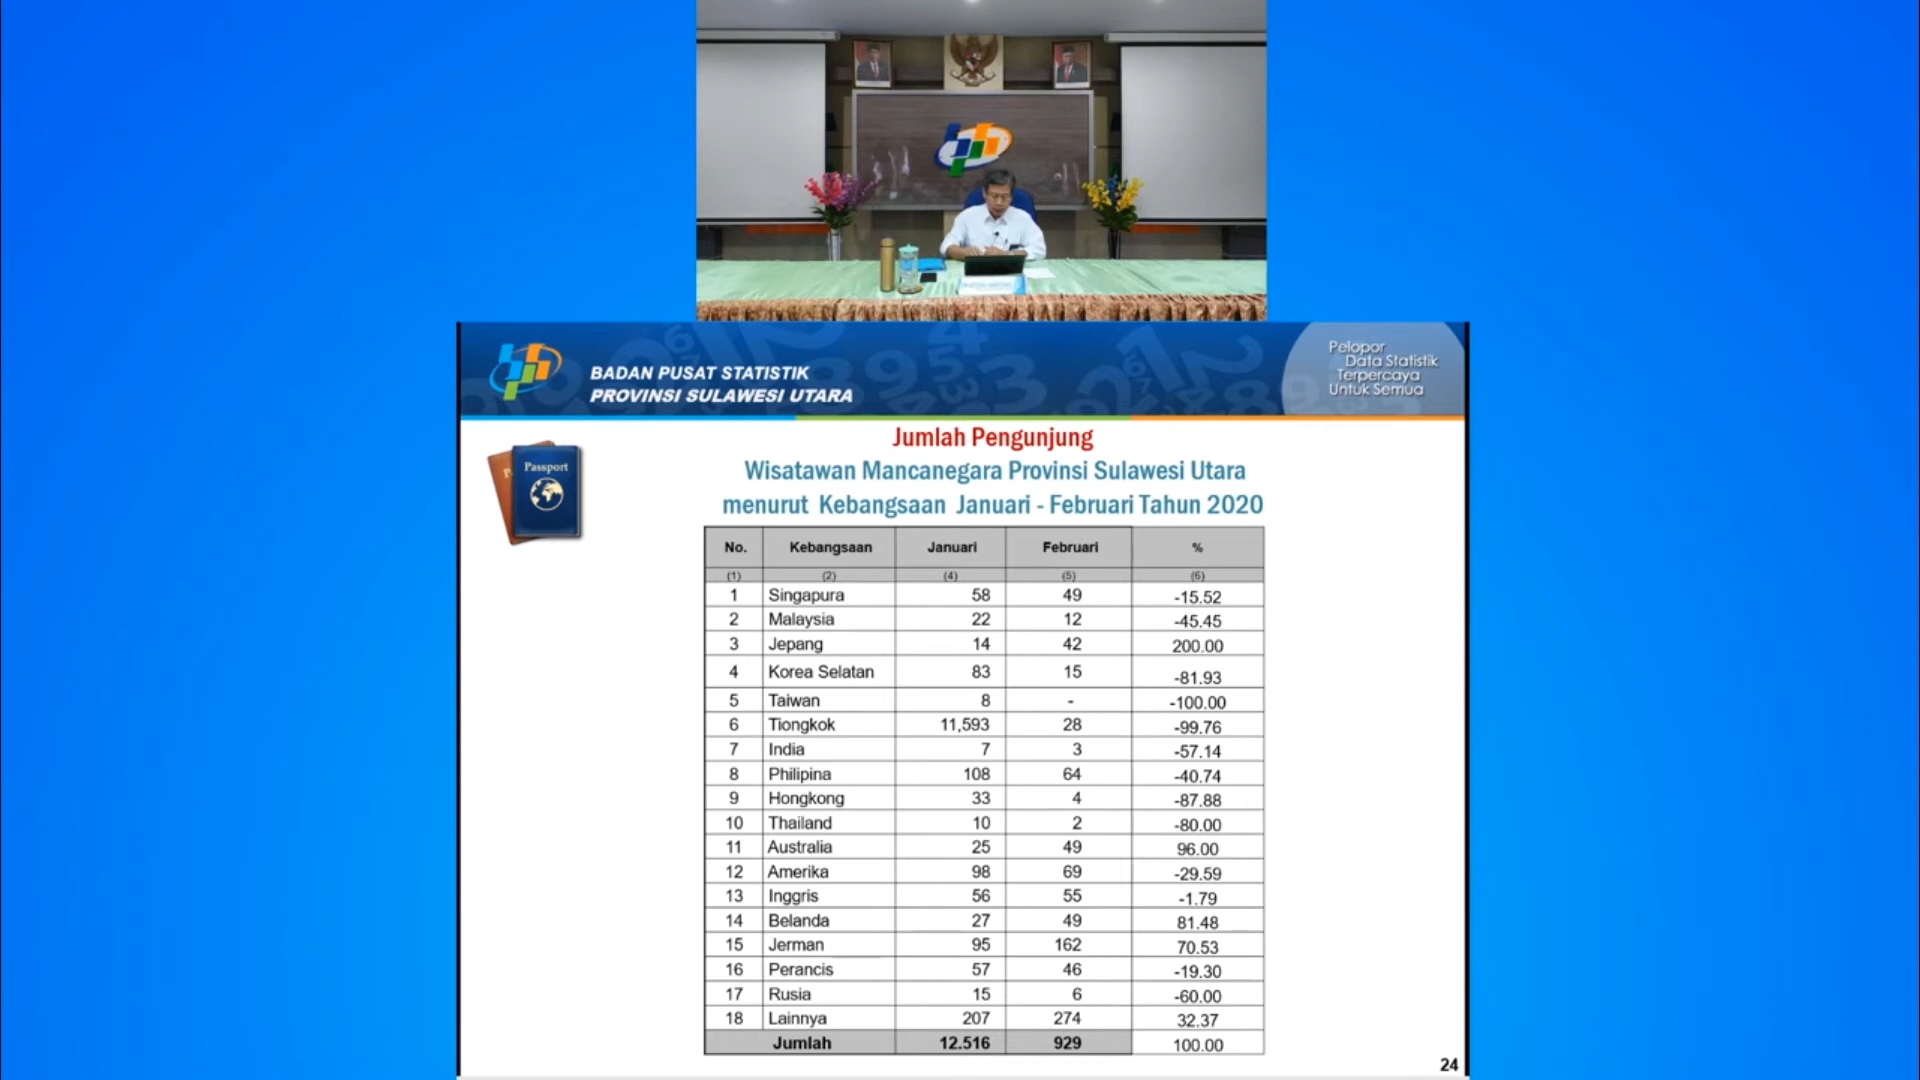 BADAN PUSAT STATISTIK
PROVINSI SULAWESI UTARA
Pelopor
Data Statistik
Terpercaya
Untuk Semua
Passport
Jumlah Pengunjung
Wisatawan Mancanegara Provinsi Sulawesi Utara
menurut Kebangsaan Januari - Februari Tahun 2020
No. Kebangsaan Januari Februari %
(1) (2) (4) (5) (6)
1 Singapura 58 49 -15.52
2 Malaysia 22 12 -45.45
3 Jepang 14 42 200.00
4 Korea Selatan 83 15 -81.93
5 Taiwan 8 - -100.00
6 Tiongkok 11,593 28 -99.76
7 India 7 3 -57.14
8 Philipina 108 64 -40.74
9 Hongkong 33 4 -87.88
10 Thailand 10 2 -80.00
11 Australia 25 49 96.00
12 Amerika 98 69 -29.59
13 Inggris 56 55 -1.79
14 Belanda 27 49 81.48
15 Jerman 95 162 70.53
16 Perancis 57 46 -19.30
17 Rusia 15 6 -60.00
18 Lainnya 207 274 32.37
Jumlah 12.516 929 100.00
24